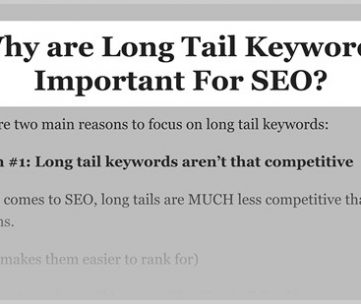 hy are Long Tail Keyword
Important For SEO?
re two main reasons to focus on long tail keywords:
#1: Long tail keywords aren't that competitive
comes to SEO, long tails are MUCH less competitive tha
makes them easier to rank for)